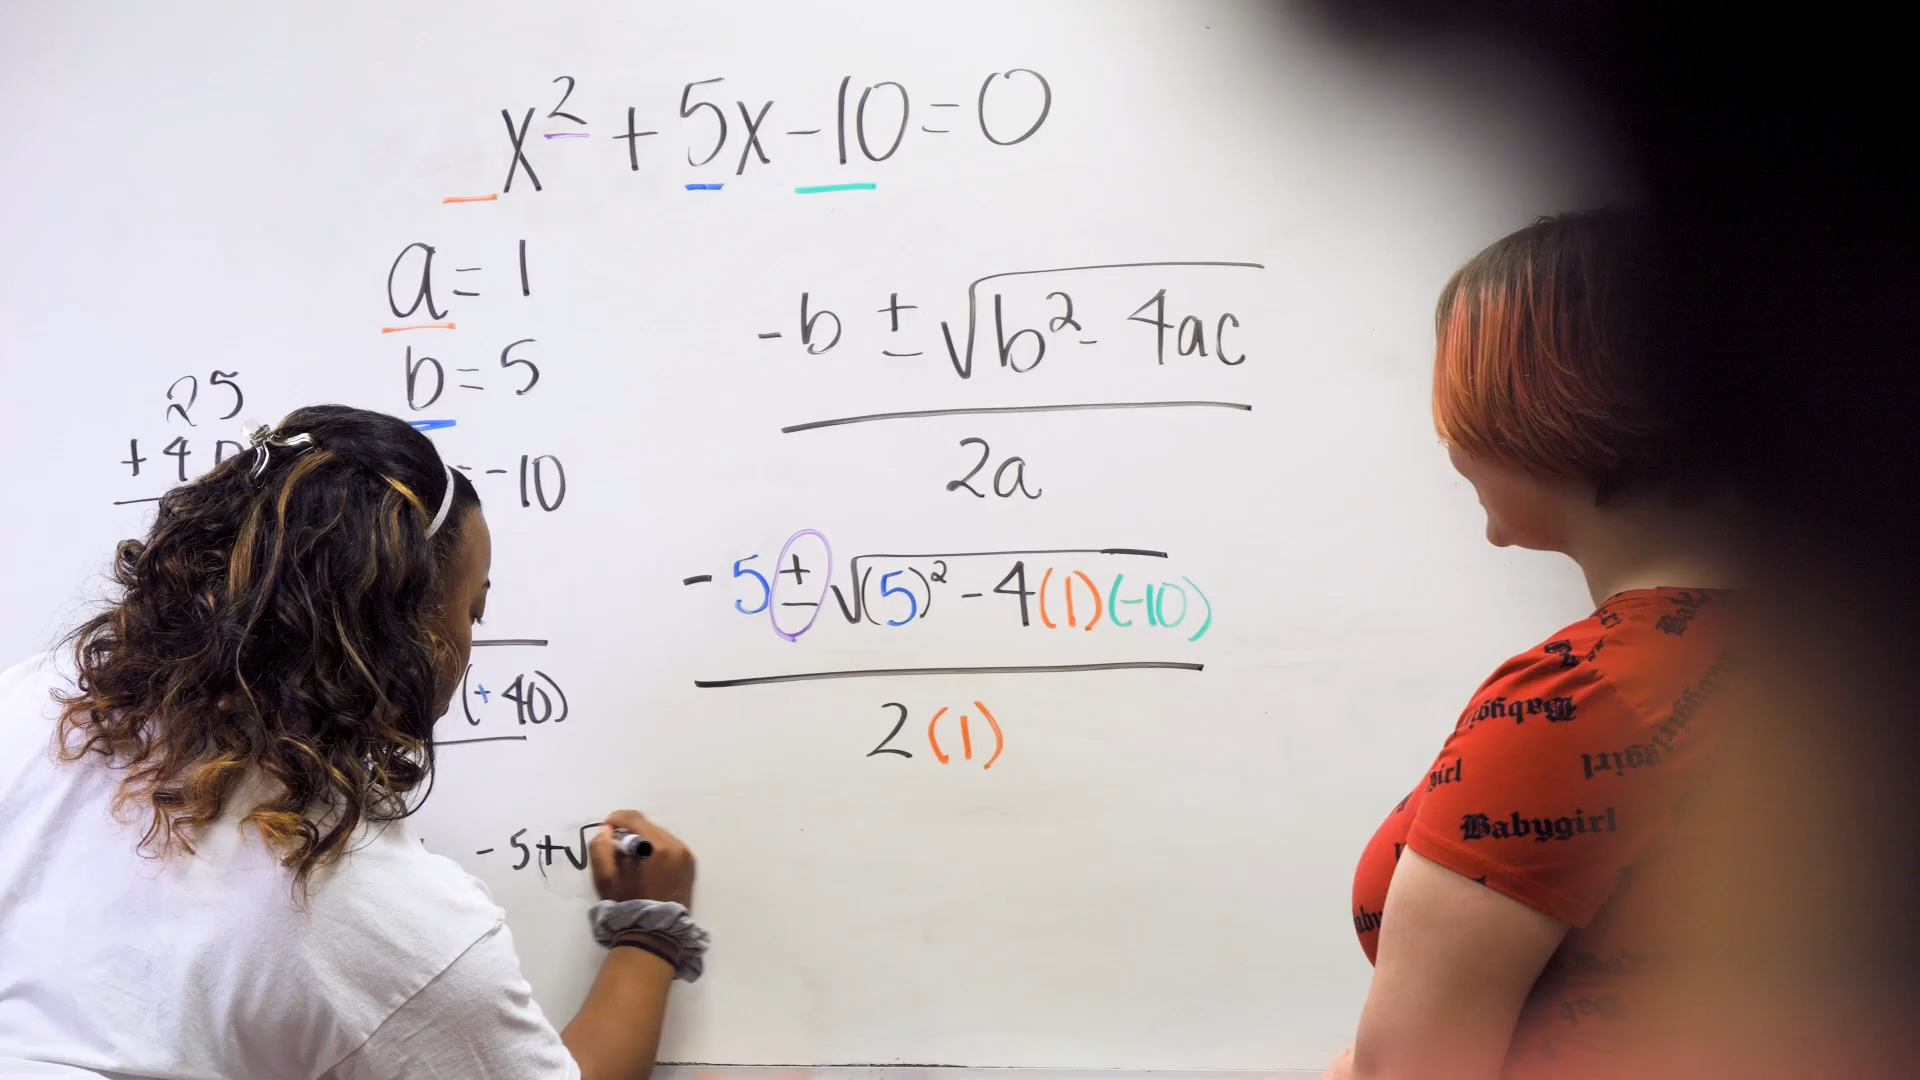 x² + 5x - 10 = 0
a = 1
b = 5
= -10
25
+ 40
(+40)
- 5 + √
-b ± √b² - 4ac
2a
- 5 ± √(5)² - 4(1)(-10)
2(1)
Babygirl